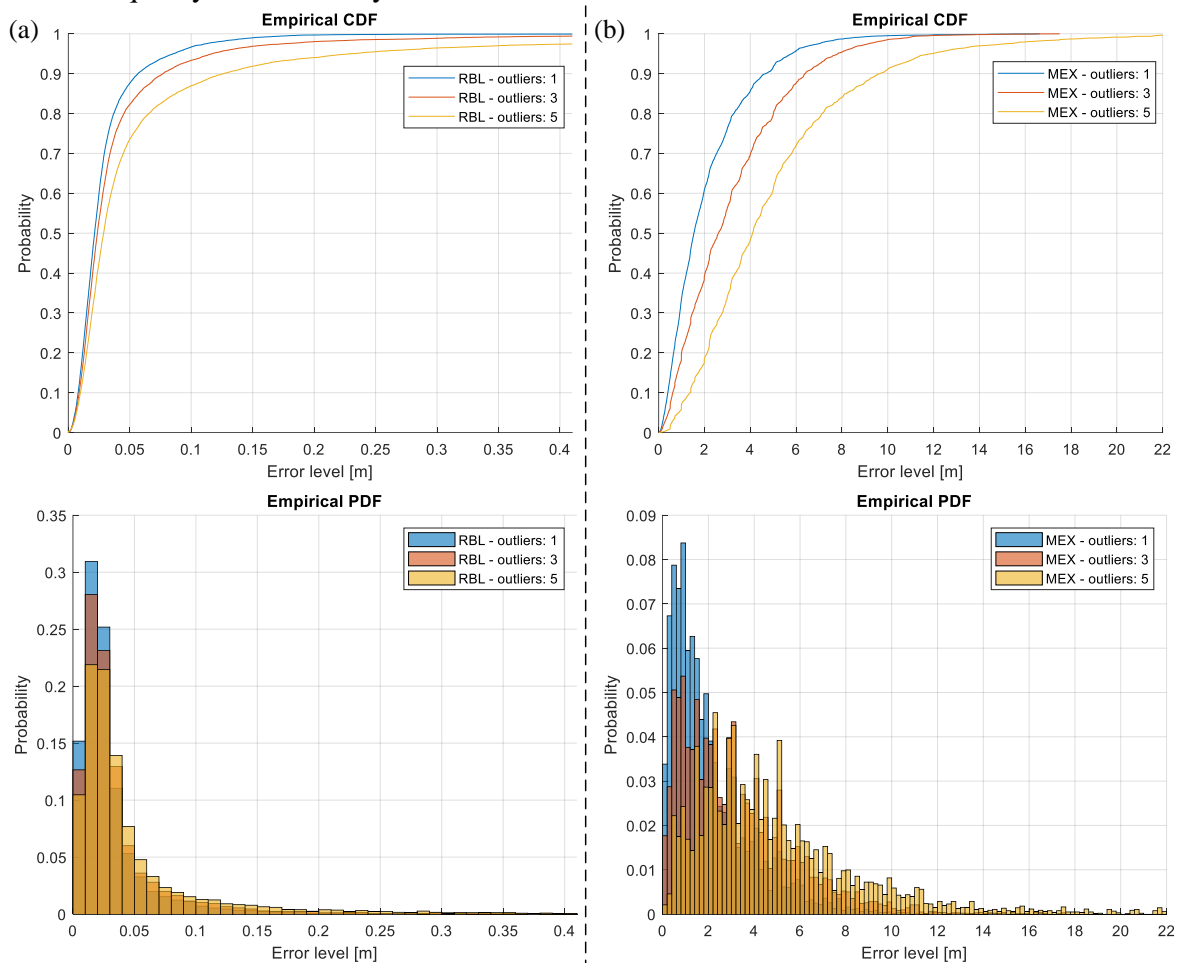 (a)
Empirical CDF
1
0.9
0.8
0.7
0.6
0.5
0.4
0.3
0.2
0.1
0
Probability
RBL - outliers: 1
RBL - outliers: 3
RBL - outliers: 5
0 0.05 0.1 0.15 0.2 0.25 0.3 0.35 0.4
Error level [m]
Empirical PDF
0.35
0.3
0.25
0.2
0.15
0.1
0.05
0
Probability
RBL - outliers: 1
RBL - outliers: 3
RBL - outliers: 5
0 0.05 0.1 0.15 0.2 0.25 0.3 0.35 0.4
Error level [m]
(b)
Empirical CDF
1
0.9
0.8
0.7
0.6
0.5
0.4
0.3
0.2
0.1
0
Probability
MEX - outliers: 1
MEX - outliers: 3
MEX - outliers: 5
0 2 4 6 8 10 12 14 16 18 20 22
Error level [m]
Empirical PDF
0.09
0.08
0.07
0.06
0.05
0.04
0.03
0.02
0.01
0
Probability
MEX - outliers: 1
MEX - outliers: 3
MEX - outliers: 5
0 2 4 6 8 10 12 14 16 18 20 22
Error level [m]